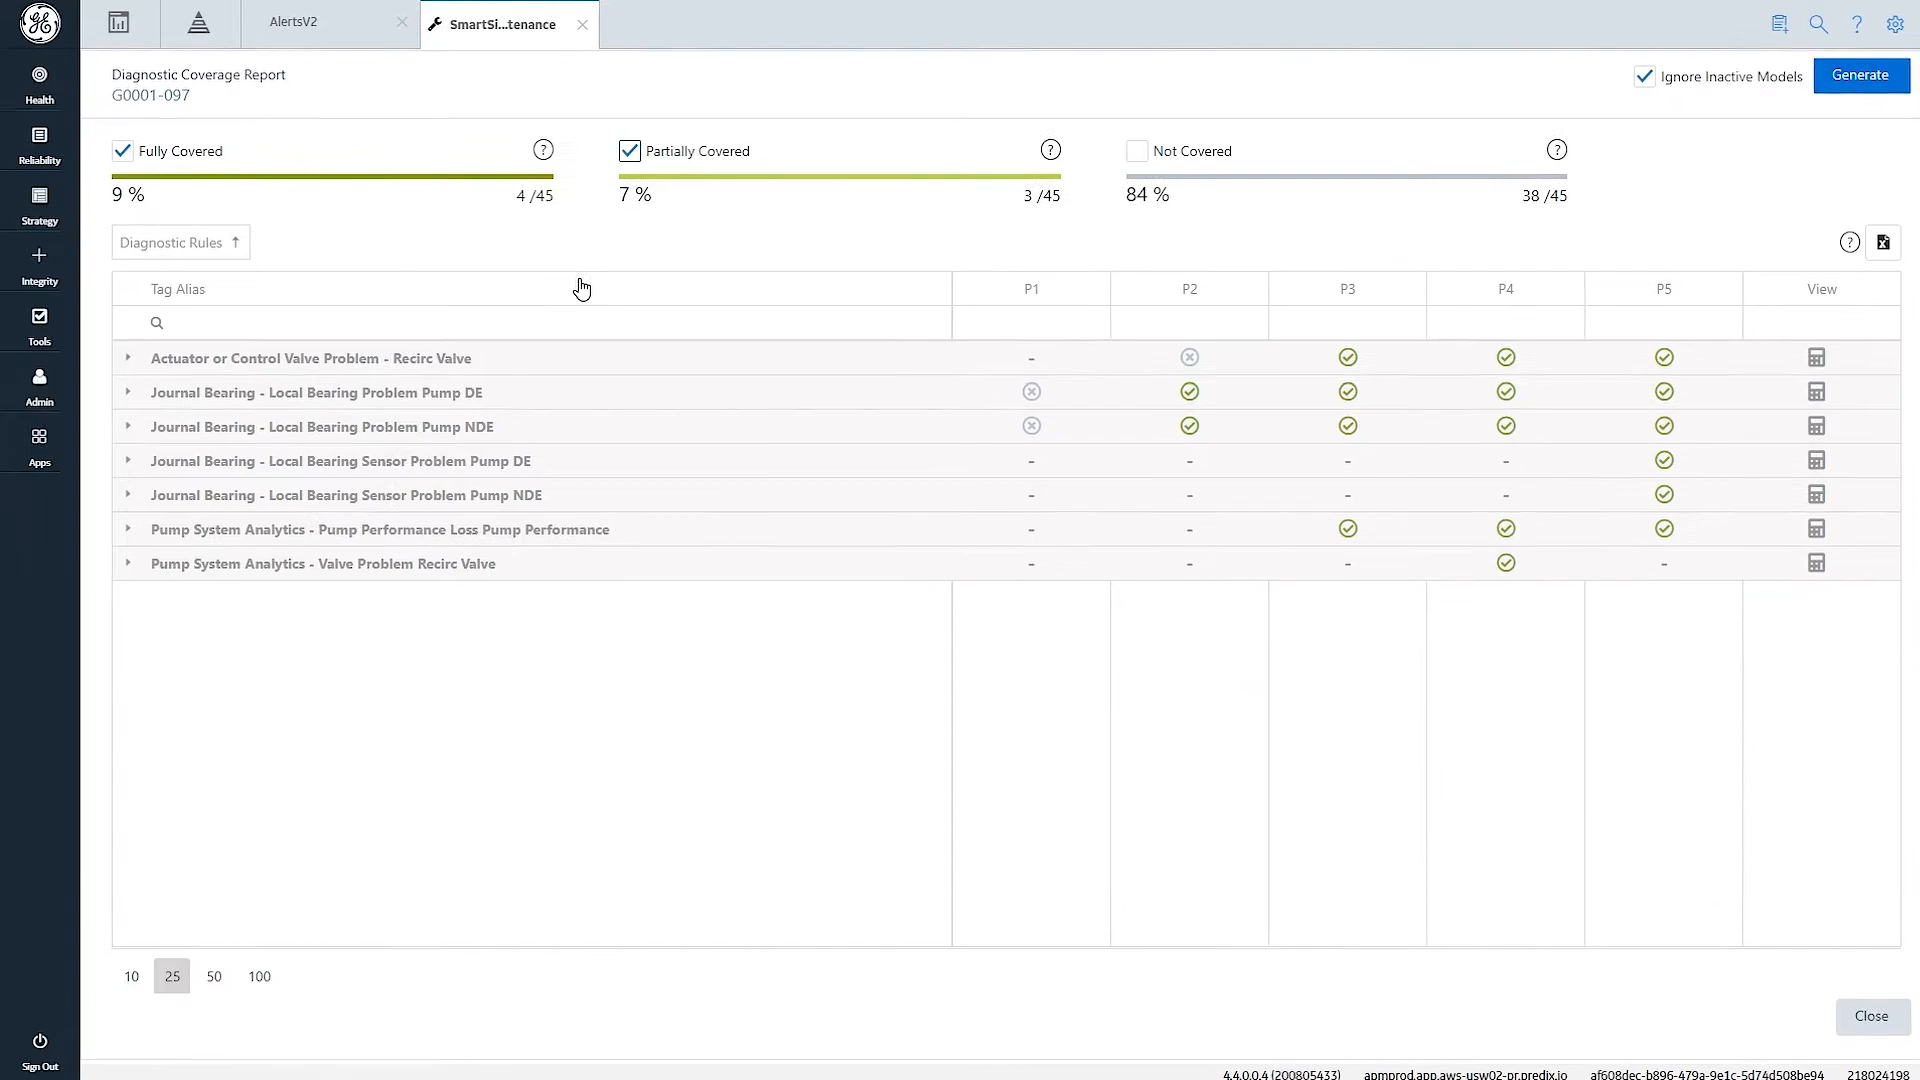 AlertsV2
SmartSi...tenance
Health
Reliability
Strategy
Integrity
Tools
Admin
Apps
Sign Out
Diagnostic Coverage Report
G0001-097
Ignore Inactive Models
Generate
Fully Covered
?
Partially Covered
?
Not Covered
?
9 %
4 /45
7 %
3 /45
84 %
38 /45
Diagnostic Rules ↑
?
Tag Alias P1 P2 P3 P4 P5 View
Actuator or Control Valve Problem - Recirc Valve -
Journal Bearing - Local Bearing Problem Pump DE
Journal Bearing - Local Bearing Problem Pump NDE
Journal Bearing - Local Bearing Sensor Problem Pump DE - - - -
Journal Bearing - Local Bearing Sensor Problem Pump NDE - - - -
Pump System Analytics - Pump Performance Loss Pump Performance - -
Pump System Analytics - Valve Problem Recirc Valve - - - -
10 25 50 100
Close
4.4.0.0.4 (200805433) apmprod.app.aws-usw02-pr.predix.io af608dec-b896-479a-9e1c-5d74d508be94 218024198